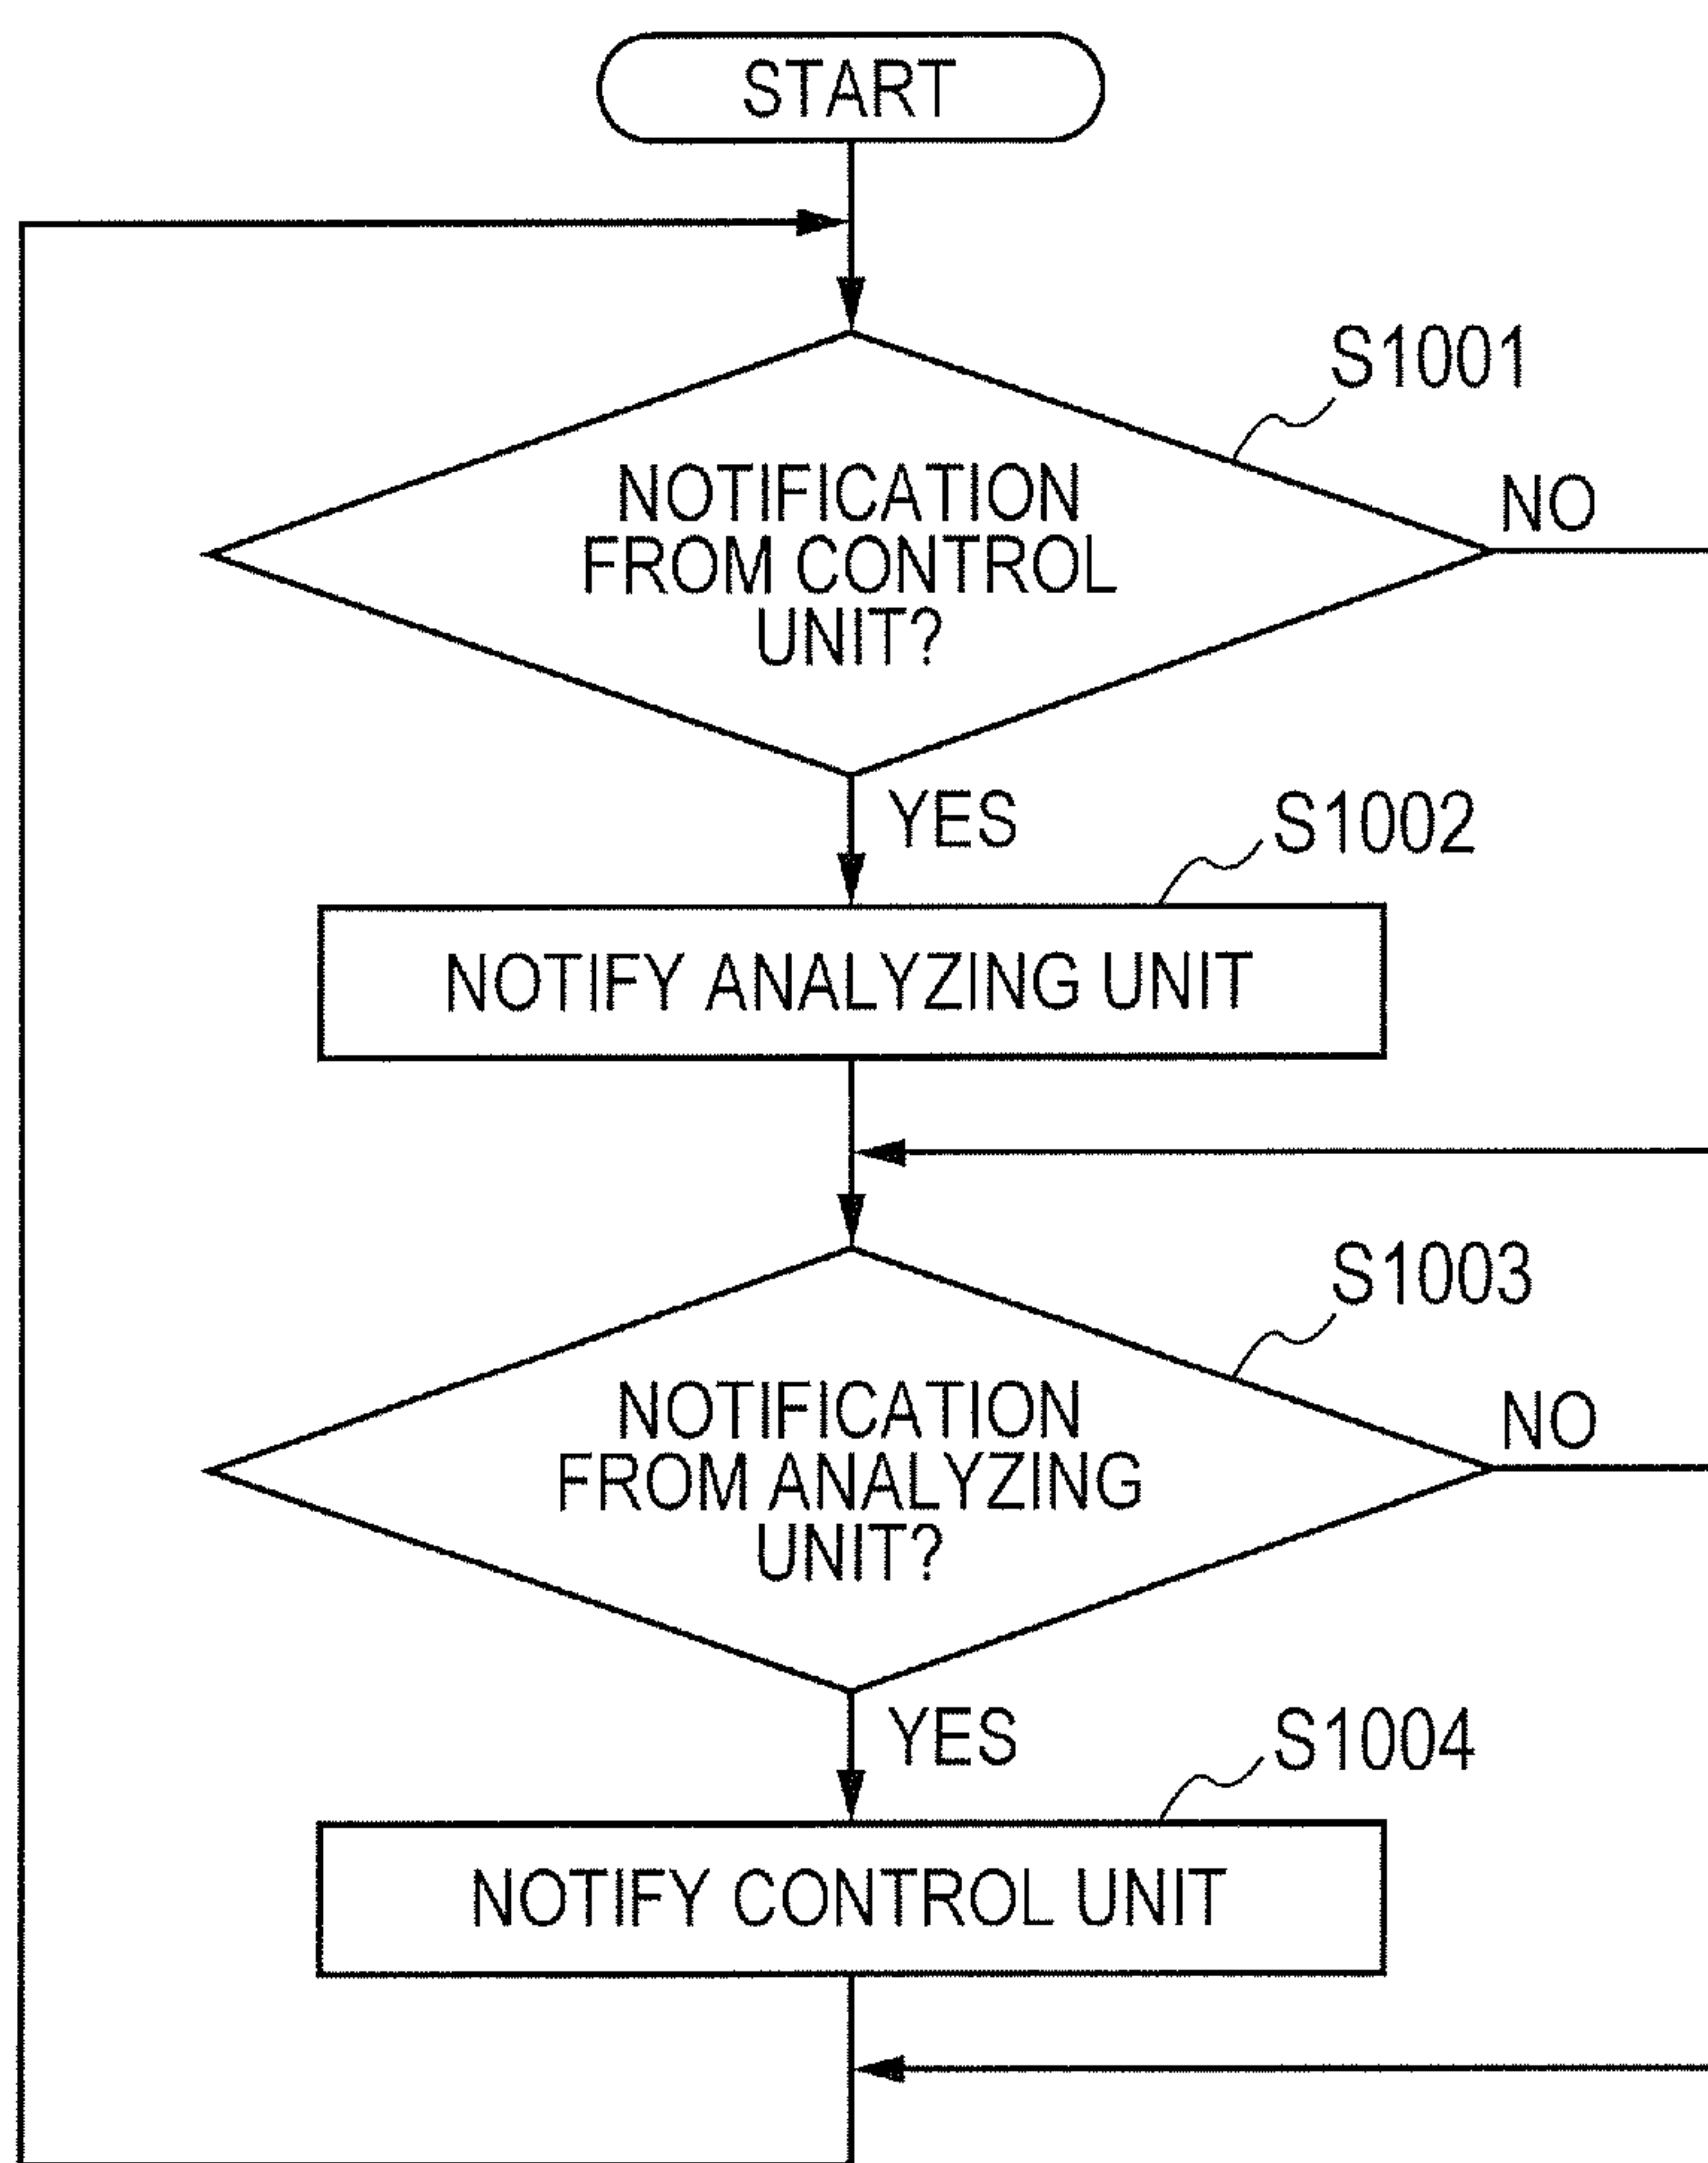 START
S1001
NOTIFICATION
FROM CONTROL
UNIT?
NO
YES
S1002
NOTIFY ANALYZING UNIT
S1003
NOTIFICATION
FROM ANALYZING
UNIT?
NO
YES
S1004
NOTIFY CONTROL UNIT